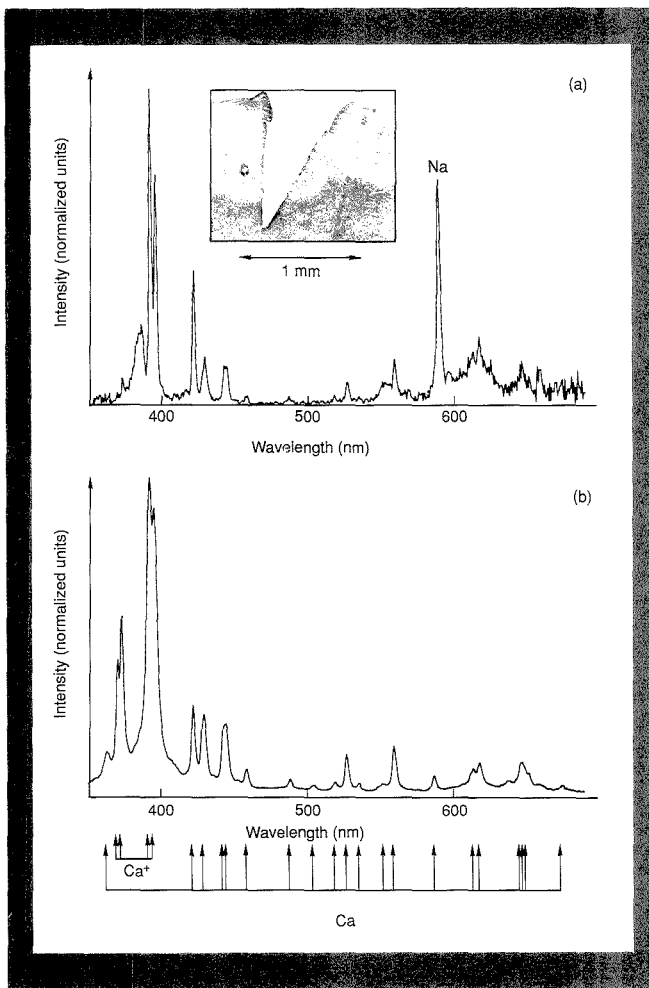 (a)
Intensity (normalized units)
Na
1 mm
400
500
600
Wavelength (nm)
(b)
Intensity (normalized units)
400
500
600
Wavelength (nm)
Ca+
Ca